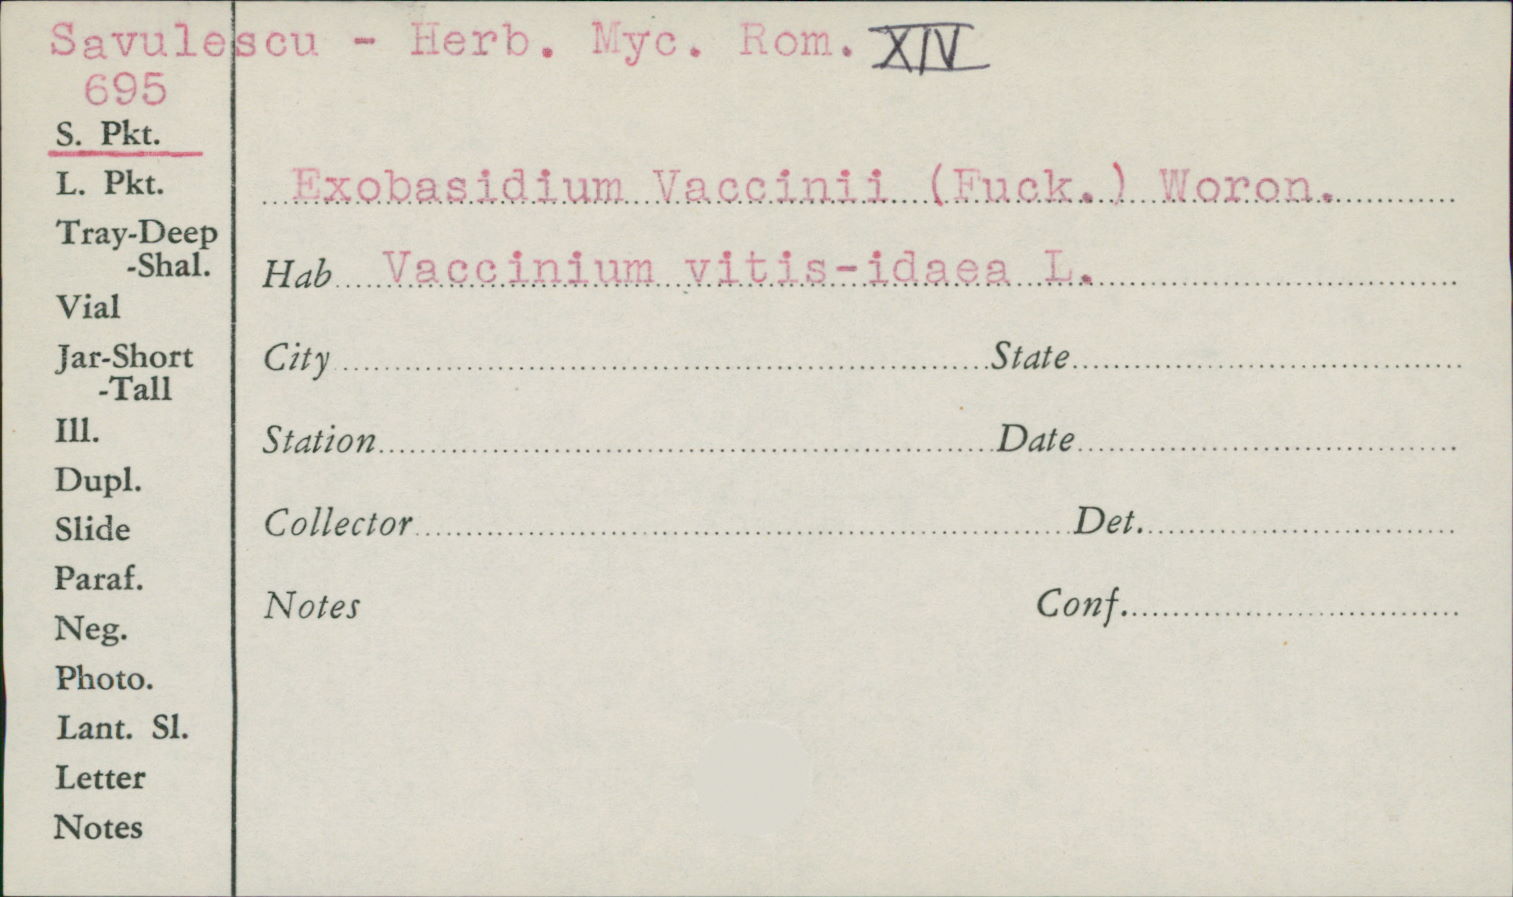 Savulescu - Herb. Myc. Rom. XIV
695
S. Pkt.
L. Pkt.
Tray-Deep
-Shal.
Vial
Jar-Short
-Tall
Ill.
Dupl.
Slide
Paraf.
Neg.
Photo.
Lant. Sl.
Letter
Notes
Exobasidium Vaccinii (Fuck.) Woron.
Hab Vaccinium vitis-idaea L.
City State
Station Date
Collector Det.
Notes Conf.